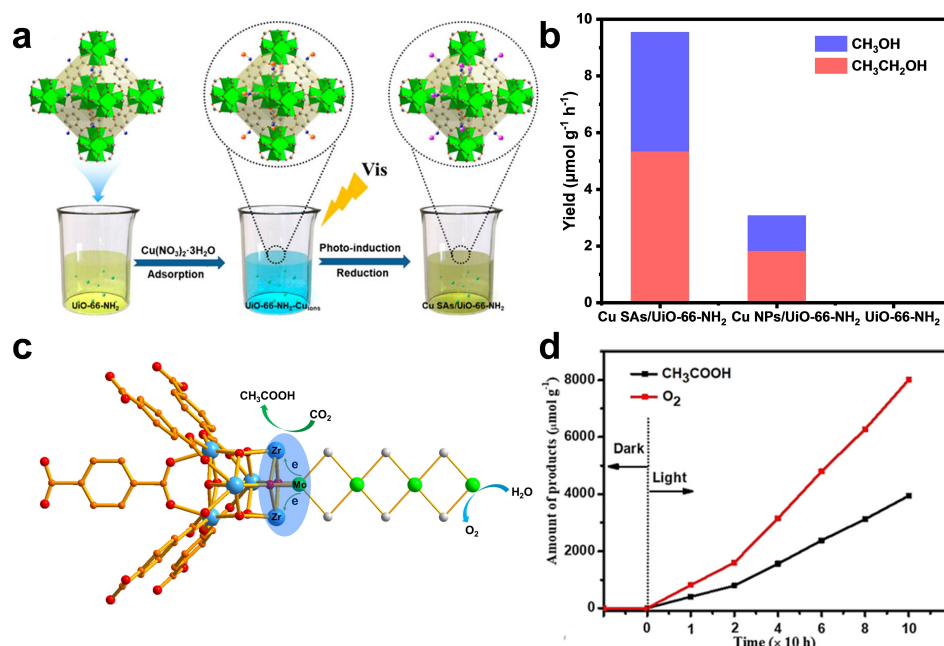 a
Vis
Cu(NO₃)₂·3H₂O
Adsorption
Photo-induction
Reduction
UiO-66-NH₂
UiO-66-NH₂-Cu_ions
Cu SAs/UiO-66-NH₂
b
Yield (μmol g⁻¹ h⁻¹)
10
8
6
4
2
0
CH₃OH
CH₃CH₂OH
Cu SAs/UiO-66-NH₂
Cu NPs/UiO-66-NH₂
UiO-66-NH₂
c
CH₃COOH
CO₂
Zr
e
Mo
e
Zr
H₂O
O₂
d
Amount of products (μmol g⁻¹)
8000
6000
4000
2000
0
CH₃COOH
O₂
Dark
Light
0
1
2
4
6
8
10
Time (× 10 h)